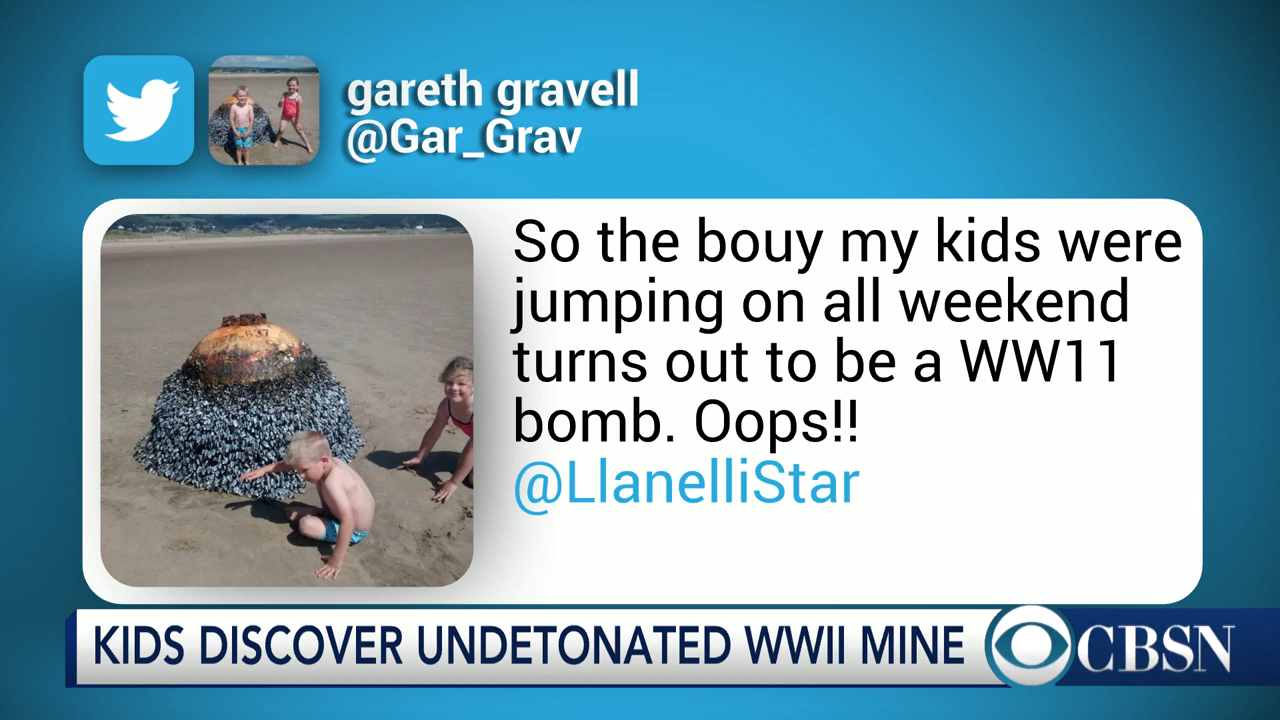 gareth gravell
@Gar_Grav
So the bouy my kids were
jumping on all weekend
turns out to be a WW11
bomb. Oops!!
@LlanelliStar
637
KIDS DISCOVER UNDETONATED WWII MINE
CBSN